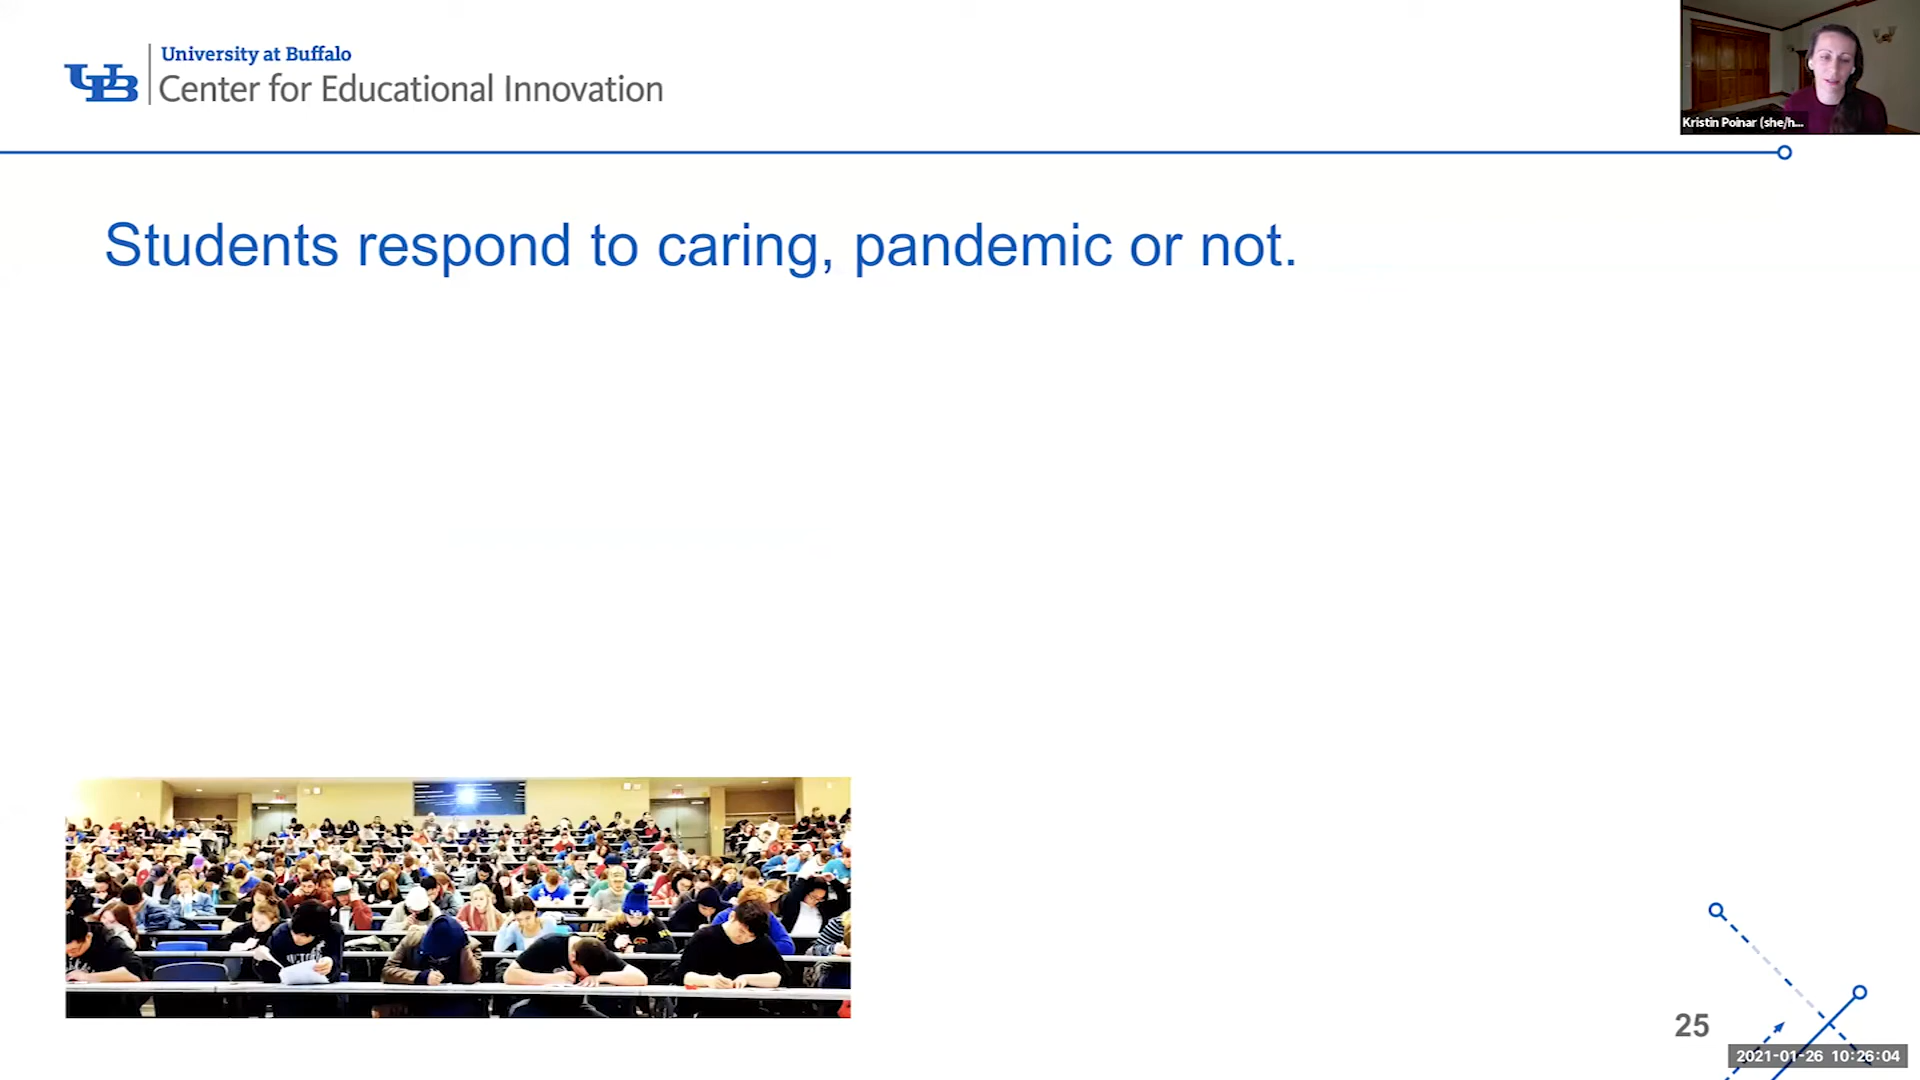 University at Buffalo
UB
Center for Educational Innovation
Kristin Poinar (she/h...
Students respond to caring, pandemic or not.
25
2021-01-26 10:26:04